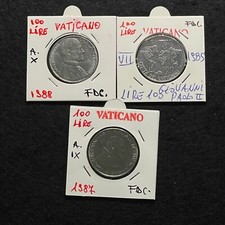 100
LIRE
VATICANO
A.
X
1988
FDC.
100
LIRE
FDC.
VATICANO
VII
1985
LIRE 100
GIOVANNI
PAOLO II
100
LIRE
VATICANO
A.
IX
1987
FDC.